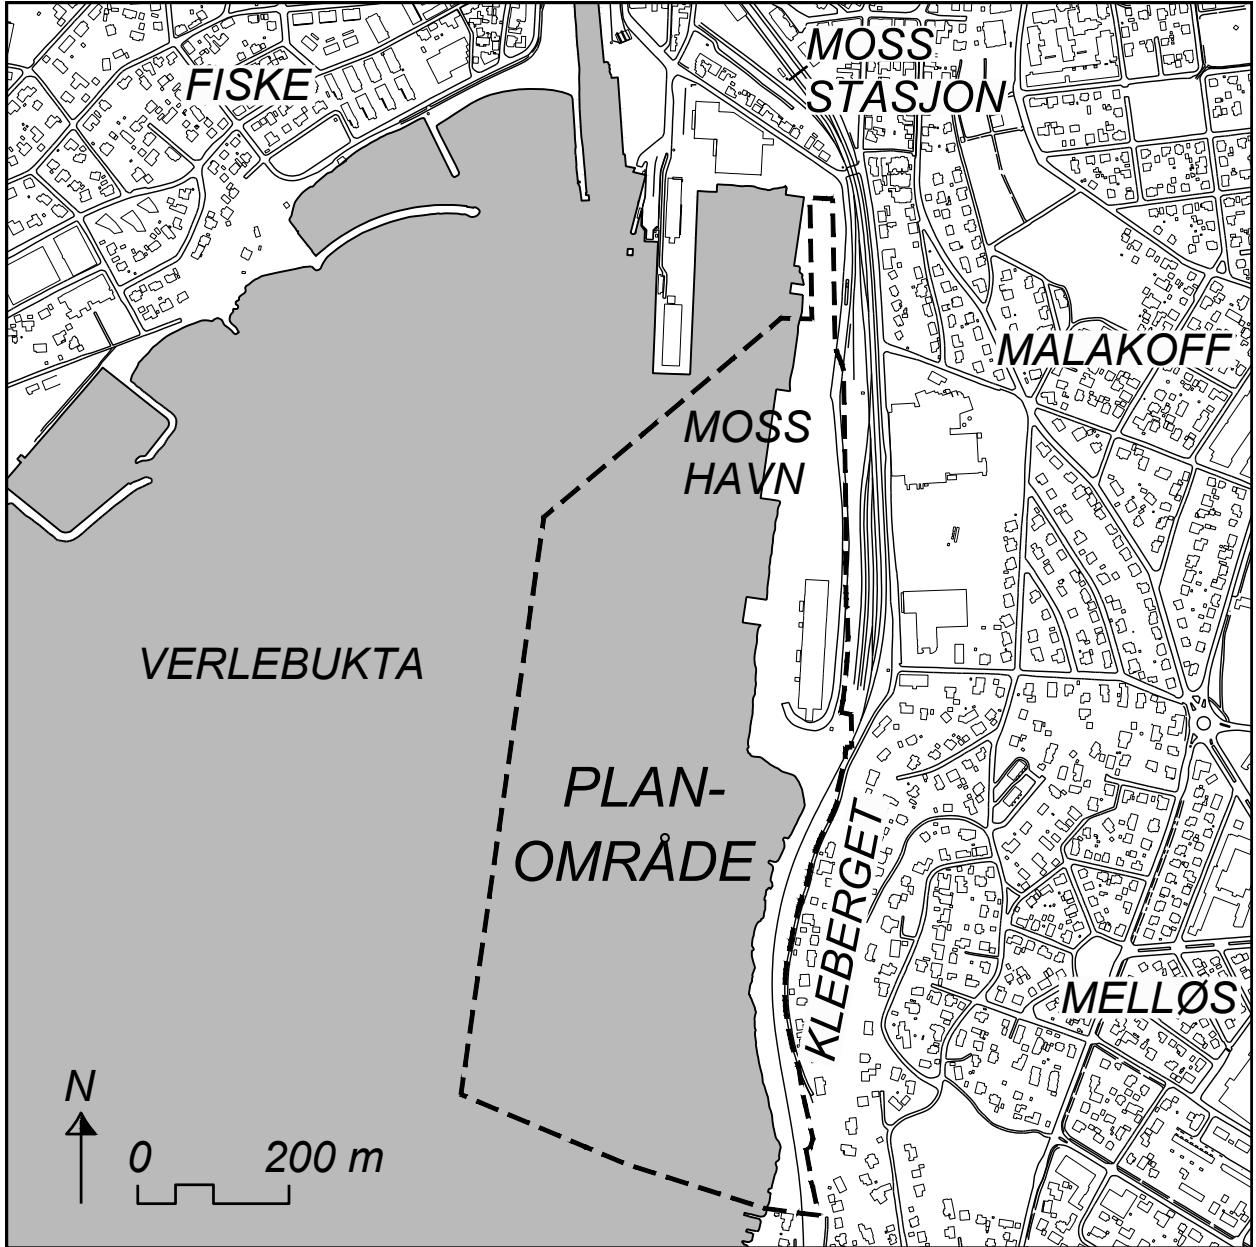 MOSS
STASJON
FISKE
MALAKOFF
MOSS
HAVN
VERLEBUKTA
PLAN-
OMRÅDE
KLEBERGET
MELLØS
N
0 200 m